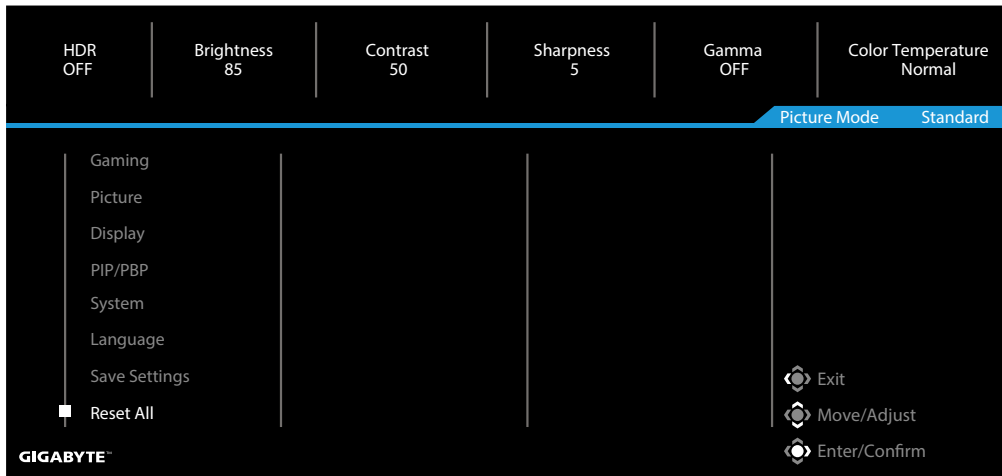 HDR Brightness Contrast Sharpness Gamma Color Temperature
OFF 85 50 5 OFF Normal
Picture Mode Standard
Gaming
Picture
Display
PIP/PBP
System
Language
Save Settings
Exit
Reset All
Move/Adjust
GIGABYTE™
Enter/Confirm